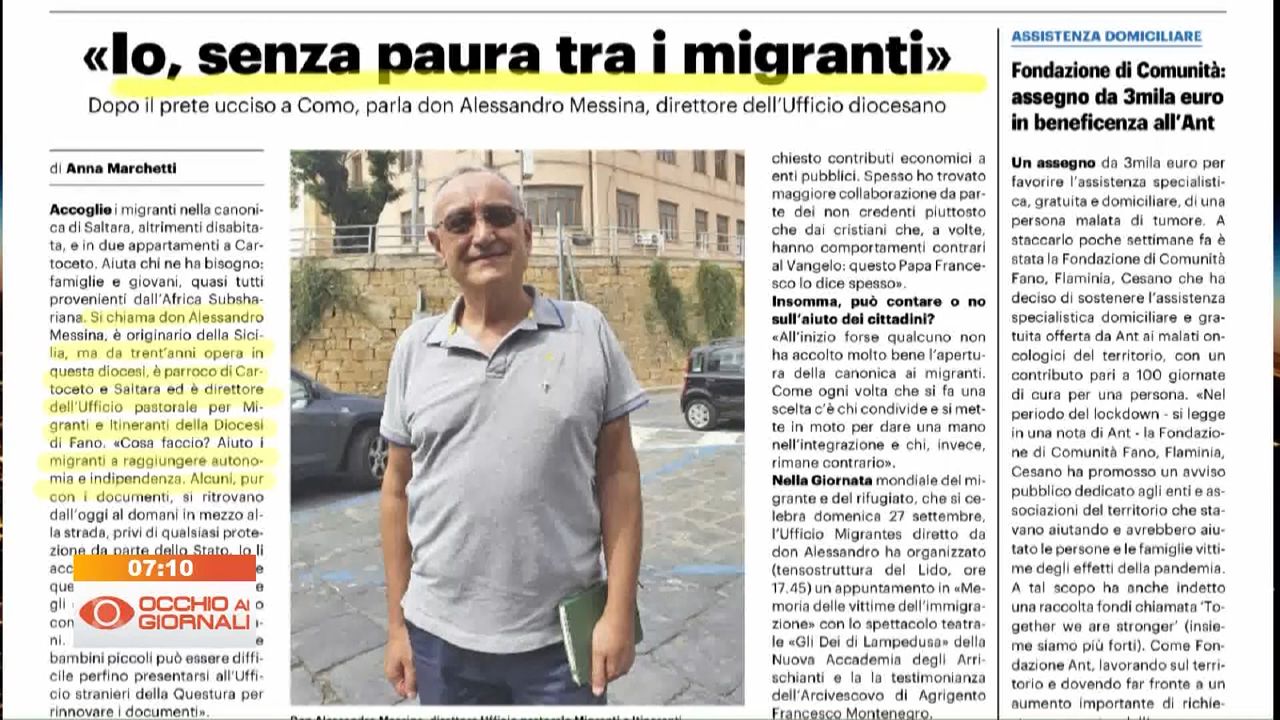 «Io, senza paura tra i migranti»
Dopo il prete ucciso a Como, parla don Alessandro Messina, direttore dell'Ufficio diocesano
di Anna Marchetti
Accoglie i migranti nella canoni-
ca di Saltara, altrimenti disabita-
ta, e in due appartamenti a Car-
toceto. Aiuta chi ne ha bisogno:
famiglie e giovani, quasi tutti
provenienti dall'Africa Subsha-
riana. Si chiama don Alessandro
Messina, è originario della Sici-
lia, ma da trent'anni opera in
questa diocesi, è parroco di Car-
toceto e Saltara ed è direttore
dell'Ufficio pastorale per Mi-
granti e Itineranti della Diocesi
di Fano. «Cosa faccio? Aiuto i
migranti a raggiungere autono-
mia e indipendenza. Alcuni, pur
con i documenti, si ritrovano
dall'oggi al domani in mezzo al-
la strada, privi di qualsiasi prote-
zione da parte dello Stato. Io li
acc
e
que
e
gli
o
con
ni.
e
bambini piccoli può essere diffi-
cile perfino presentarsi all'Uffi-
cio stranieri della Questura per
rinnovare i documenti».
07:10
OCCHIO AI
GIORNALI
Don Alessandro Messina, direttore Ufficio pastorale Migranti e Itineranti
chiesto contributi economici a
enti pubblici. Spesso ho trovato
maggiore collaborazione da par-
te dei non credenti piuttosto
che dai cristiani che, a volte,
hanno comportamenti contrari
al Vangelo: questo Papa France-
sco lo dice spesso».
Insomma, può contare o no
sull'aiuto dei cittadini?
«All'inizio forse qualcuno non
ha accolto molto bene l'apertu-
ra della canonica ai migranti.
Come ogni volta che si fa una
scelta c'è chi condivide e si met-
te in moto per dare una mano
nell'integrazione e chi, invece,
rimane contrario».
Nella Giornata mondiale del mi-
grante e del rifugiato, che si ce-
lebra domenica 27 settembre,
l'Ufficio Migrantes diretto da
don Alessandro ha organizzato
(tensostruttura del Lido, ore
17.45) un appuntamento in «Me-
moria delle vittime dell'immigra-
zione» con lo spettacolo teatra-
le «Gli Dei di Lampedusa» della
Nuova Accademia degli Arri-
schianti e la la testimonianza
dell'Arcivescovo di Agrigento
Francesco Montenegro.
ASSISTENZA DOMICILIARE
Fondazione di Comunità:
assegno da 3mila euro
in beneficenza all'Ant
Un assegno da 3mila euro per
favorire l'assistenza specialisti-
ca, gratuita e domiciliare, di una
persona malata di tumore. A
staccarlo poche settimane fa è
stata la Fondazione di Comunità
Fano, Flaminia, Cesano che ha
deciso di sostenere l'assistenza
specialistica domiciliare e gra-
tuita offerta da Ant ai malati on-
cologici del territorio, con un
contributo pari a 100 giornate
di cura per una persona. «Nel
periodo del lockdown - si legge
in una nota di Ant - la Fondazio-
ne di Comunità Fano, Flaminia,
Cesano ha promosso un avviso
pubblico dedicato agli enti e as-
sociazioni del territorio che sta-
vano aiutando e avrebbero aiu-
tato le persone e le famiglie vitti-
me degli effetti della pandemia.
A tal scopo ha anche indetto
una raccolta fondi chiamata 'To-
gether we are stronger' (insie-
me siamo più forti). Come Fon-
dazione Ant, lavorando sul terri-
torio e dovendo far fronte a un
aumento importante di richie-